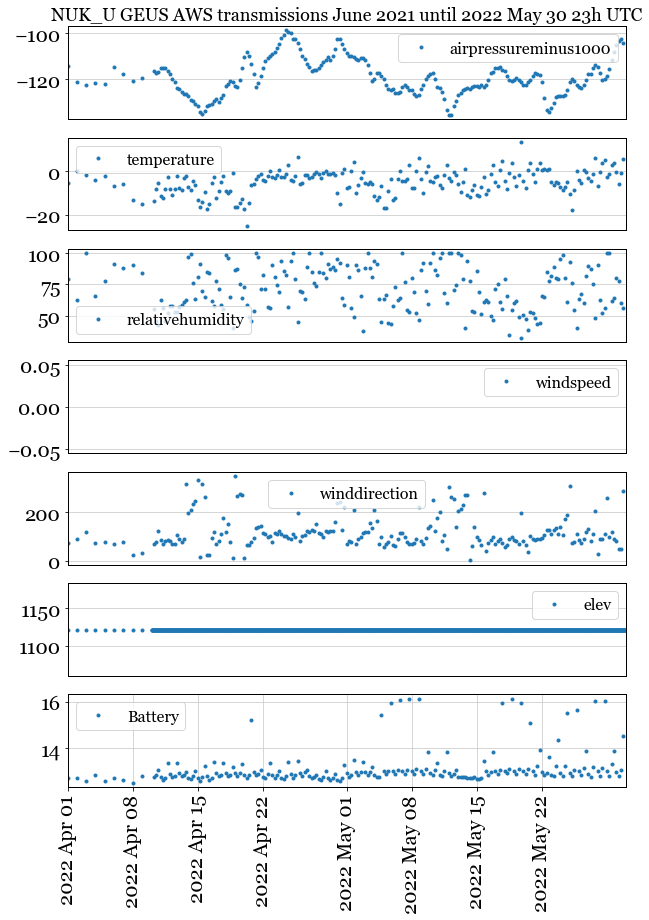 NUK_U GEUS AWS transmissions June 2021 until 2022 May 30 23h UTC
−100
−120
airpressureminus1000
0
−20
temperature
100
75
50
relativehumidity
0.05
0.00
−0.05
windspeed
200
0
winddirection
1150
1100
elev
16
14
Battery
2022 Apr 01
2022 Apr 08
2022 Apr 15
2022 Apr 22
2022 May 01
2022 May 08
2022 May 15
2022 May 22